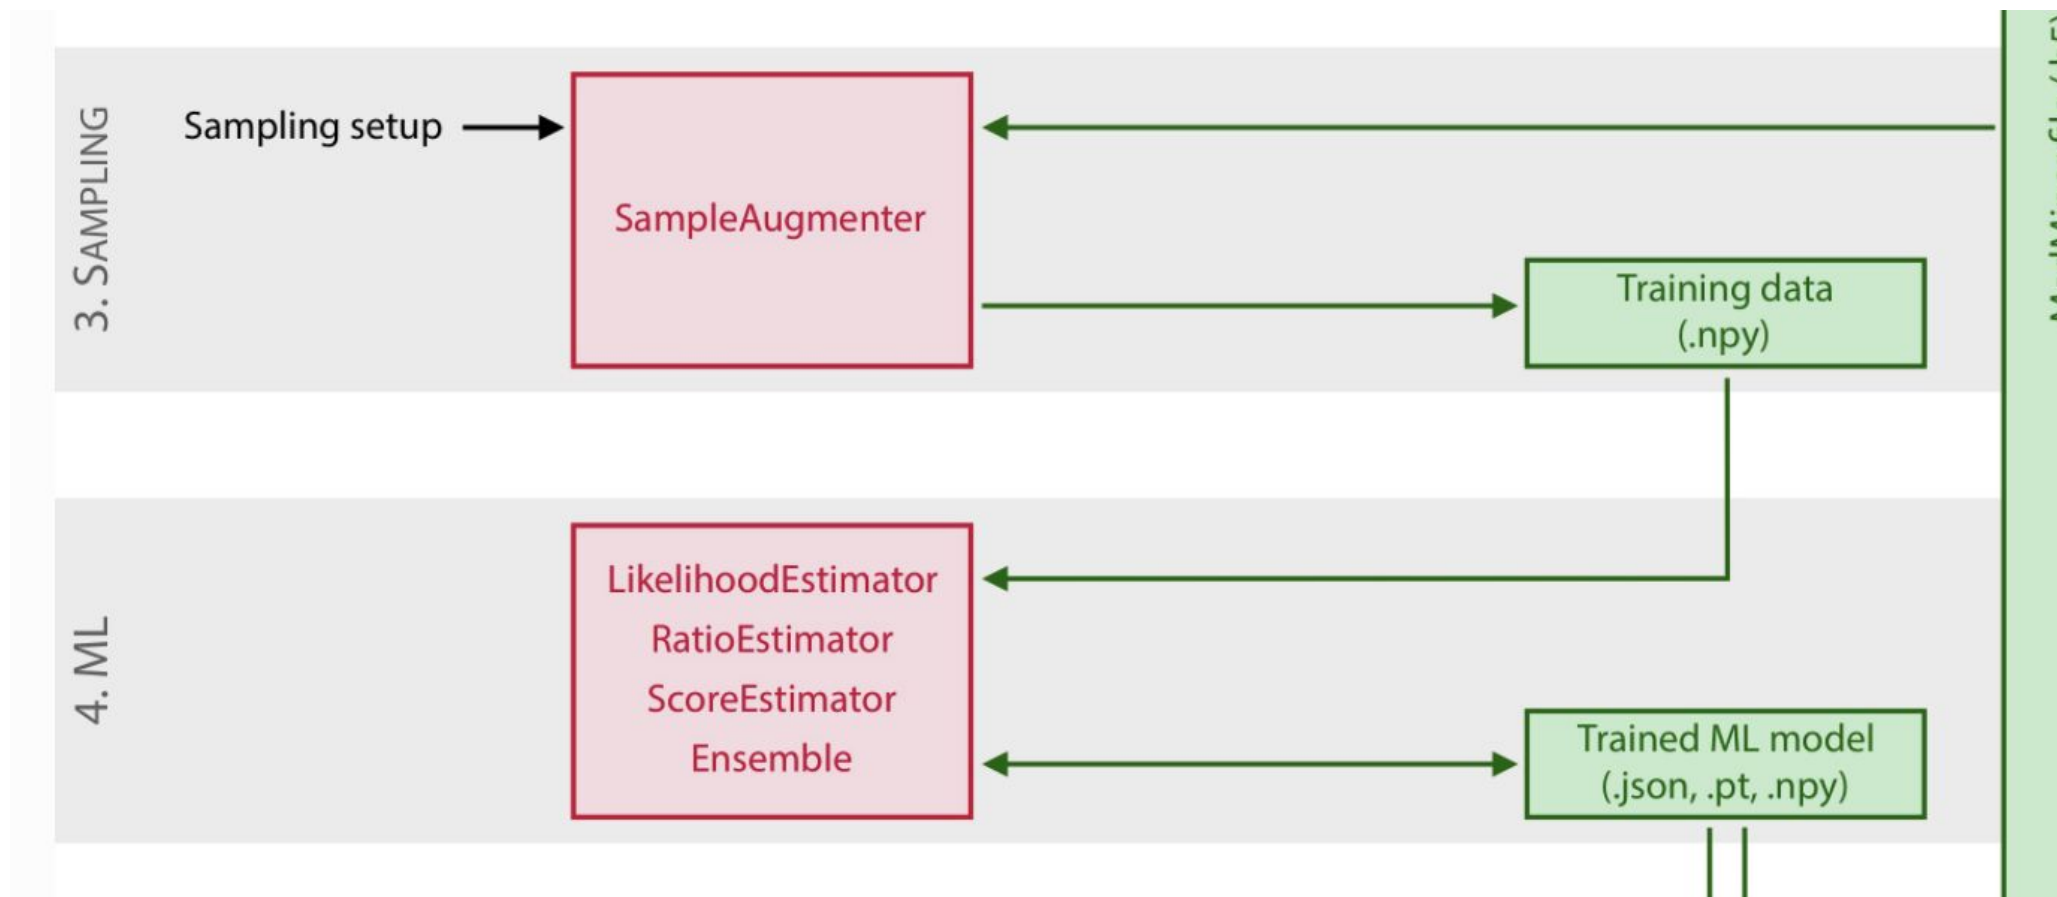 3. SAMPLING
Sampling setup
SampleAugmenter
Training data
(.npy)
4. ML
LikelihoodEstimator
RatioEstimator
ScoreEstimator
Ensemble
Trained ML model
(.json, .pt, .npy)